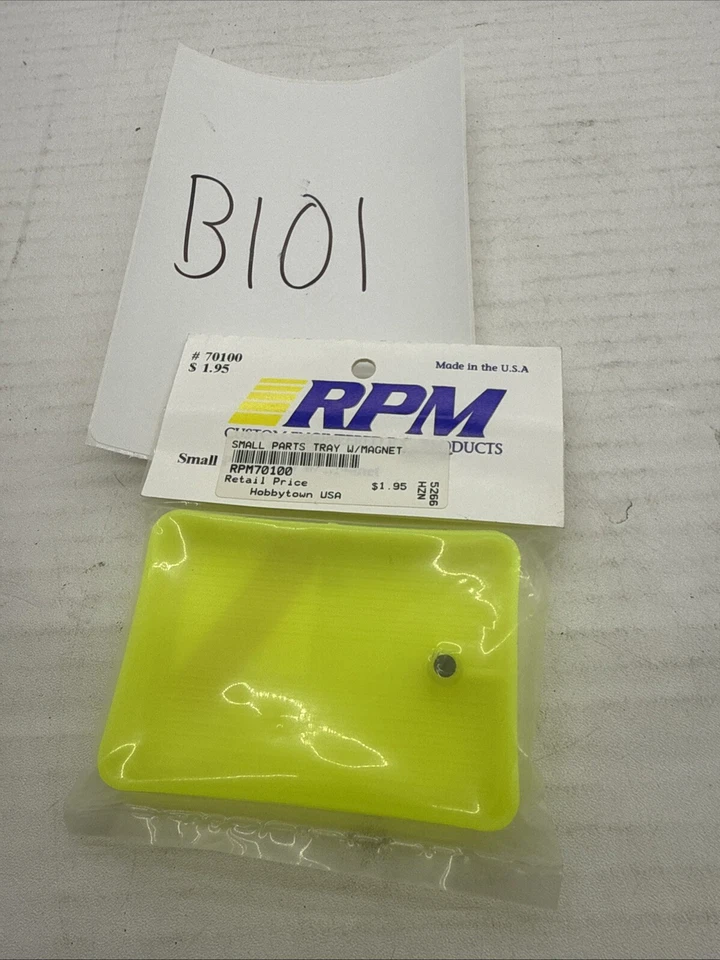 B101
# 70100
$ 1.95
Made in the U.S.A
RPM
PRODUCTS
SMALL PARTS TRAY W/MAGNET
Small
RPM70100
Retail Price $1.95
Hobbytown USA
5266
HZN